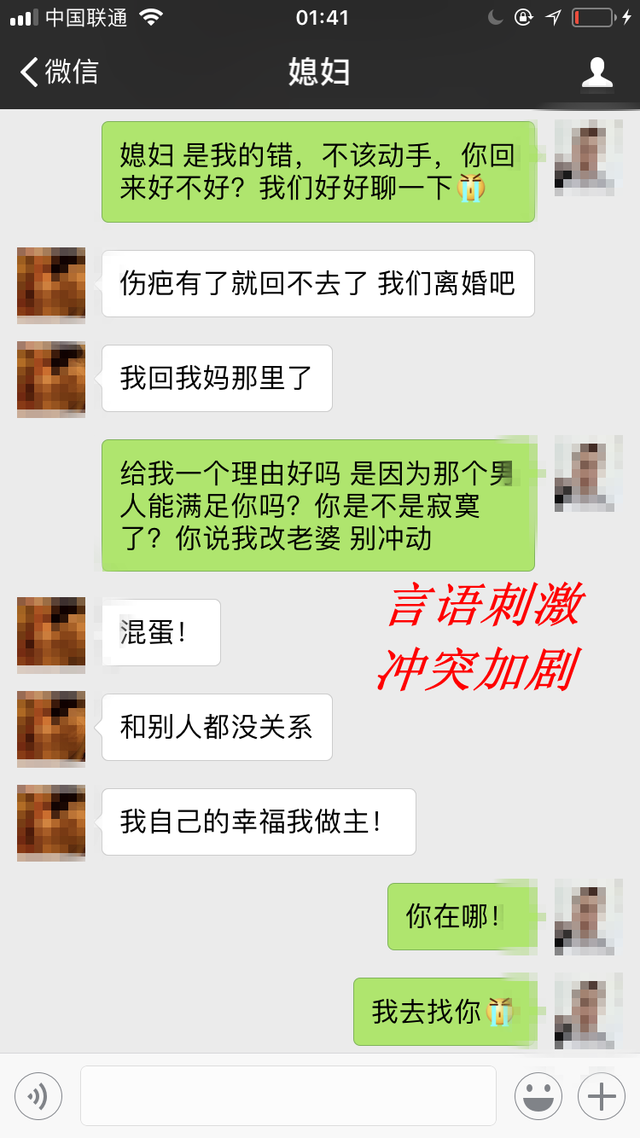 中国联通 01:41
微信 媳妇
媳妇 是我的错，不该动手，你回
来好不好？我们好好聊一下😭
伤疤有了就回不去了 我们离婚吧
我回我妈那里了
给我一个理由好吗 是因为那个男
人能满足你吗？你是不是寂寞
了？你说我改老婆 别冲动
言语刺激
冲突加剧
混蛋！
和别人都没关系
我自己的幸福我做主！
你在哪！
我去找你😭